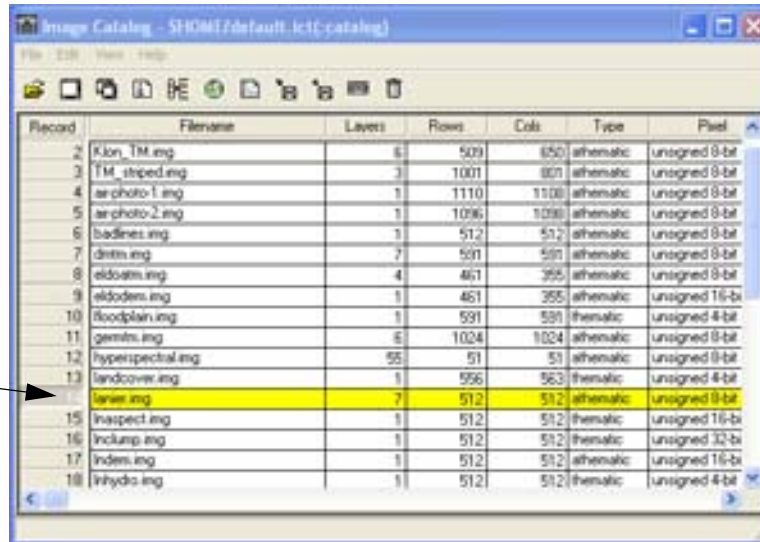 Image Catalog - $HOME/default.ict(:catalog)
File Edit View Help
Record Filename Layers Rows Cols Type Pixel
2 Klon_TM.img 6 509 650 athematic unsigned 8-bit
3 TM_striped.img 3 1001 801 athematic unsigned 8-bit
4 air-photo-1.img 1 1110 1108 athematic unsigned 8-bit
5 air-photo-2.img 1 1096 1098 athematic unsigned 8-bit
6 badlines.img 1 512 512 athematic unsigned 8-bit
7 dmtm.img 7 591 591 athematic unsigned 8-bit
8 eldoatm.img 4 461 355 athematic unsigned 8-bit
9 eldodem.img 1 461 355 athematic unsigned 16-bi
10 floodplain.img 1 591 591 thematic unsigned 4-bit
11 germtm.img 6 1024 1024 athematic unsigned 8-bit
12 hyperspectral.img 55 51 51 athematic unsigned 8-bit
13 landcover.img 1 556 563 thematic unsigned 4-bit
14 lanier.img 7 512 512 athematic unsigned 8-bit
15 lnaspect.img 1 512 512 thematic unsigned 16-bi
16 lnclump.img 1 512 512 thematic unsigned 32-bi
17 lndem.img 1 512 512 athematic unsigned 16-bi
18 lnhydro.img 1 512 512 thematic unsigned 4-bit